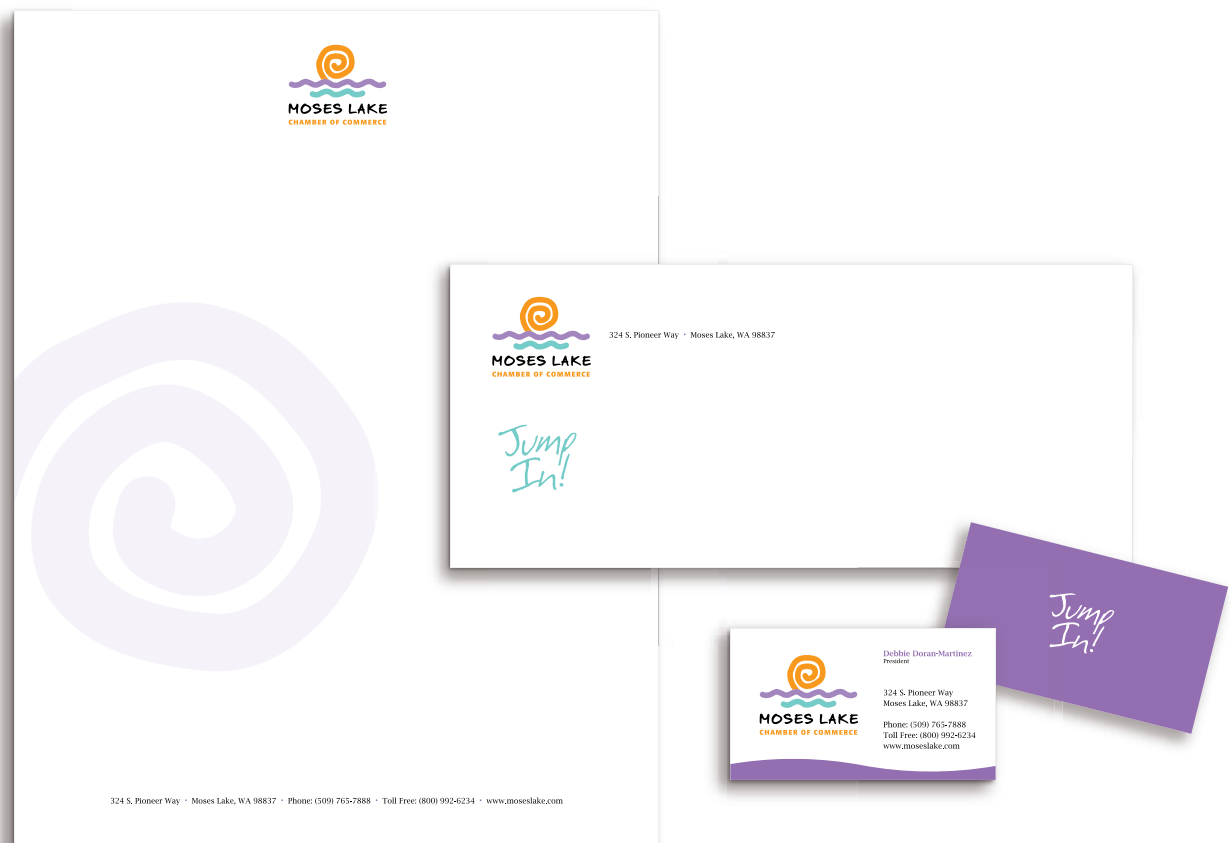 MOSES LAKE
CHAMBER OF COMMERCE
324 S. Pioneer Way • Moses Lake, WA 98837 • Phone: (509) 765-7888 • Toll Free: (800) 992-6234 • www.moseslake.com
MOSES LAKE
CHAMBER OF COMMERCE
324 S. Pioneer Way • Moses Lake, WA 98837
Jump
In!
MOSES LAKE
CHAMBER OF COMMERCE
Debbie Doran-Martinez
President
324 S. Pioneer Way
Moses Lake, WA 98837
Phone: (509) 765-7888
Toll Free: (800) 992-6234
www.moseslake.com
Jump
In!